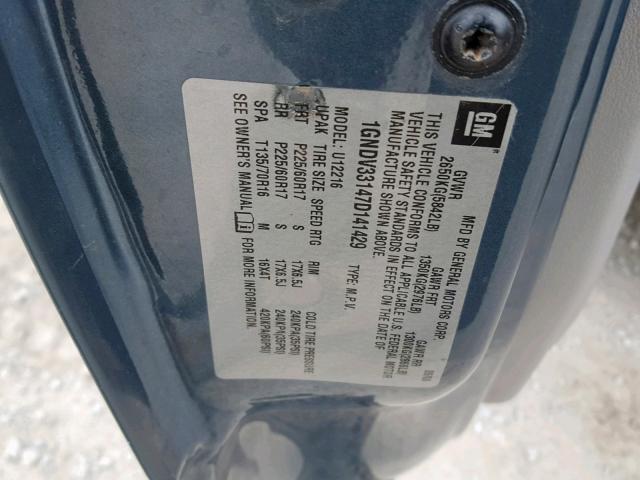 GM
MFD BY GENERAL MOTORS CORP.
GVWR GAWR FRT GAWR RR
2650KG(5842LB) 1350KG(2976LB)
THIS VEHICLE CONFORMS TO ALL APPLICABLE U.S. FEDERAL MOTOR
VEHICLE SAFETY STANDARDS IN EFFECT ON THE DATE OF
MANUFACTURE SHOWN ABOVE.
1GNDV33147D141429 TYPE: M.P.V.
MODEL: U12216
UPAK TIRE SIZE SPEED RTG RIM COLD TIRE PRESSURE
FRT P225/60R17 S 17X6.5J 240KPA(35PSI)
RR P225/60R17 S 17X6.5J 240KPA(35PSI)
SPA T135/70R16 M 16X4T 420KPA(60PSI)
SEE OWNER'S MANUAL FOR MORE INFORMATION.